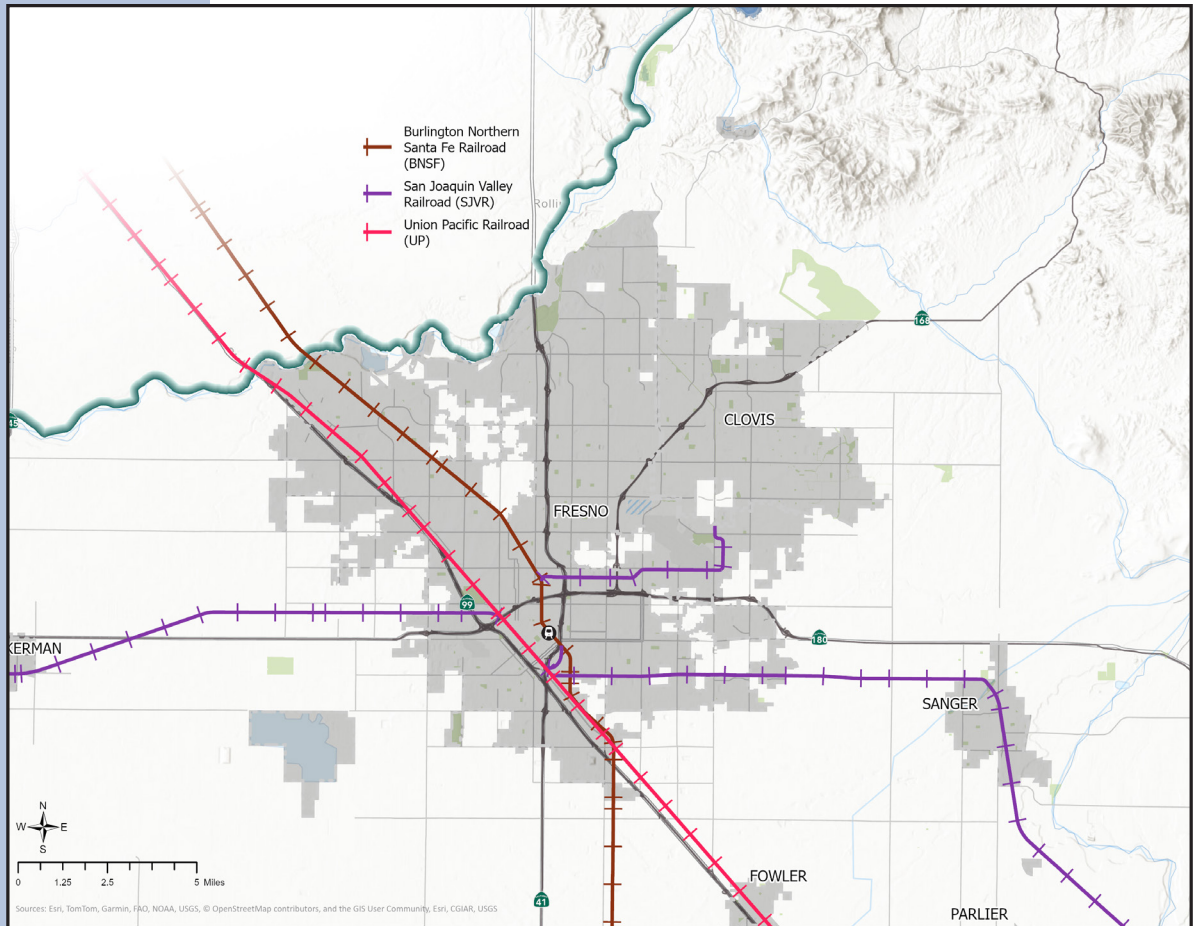 Burlington Northern
Santa Fe Railroad
(BNSF)
San Joaquin Valley
Railroad (SJVR)
Union Pacific Railroad
(UP)
168
CLOVIS
FRESNO
99
180
KERMAN
SANGER
N
W E
S
0 1.25 2.5 5 Miles
FOWLER
41
PARLIER
Sources: Esri, TomTom, Garmin, FAO, NOAA, USGS, © OpenStreetMap contributors, and the GIS User Community, Esri, CGIAR, USGS